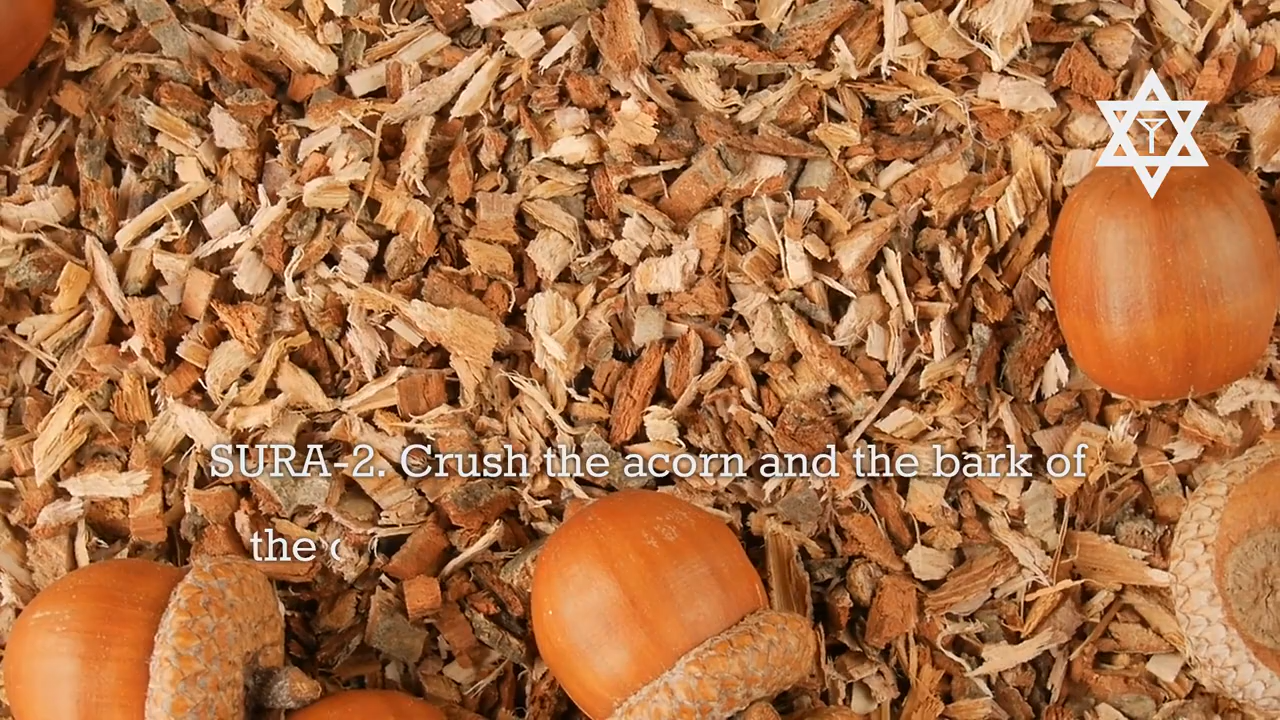 SURA-2. Crush the acorn and the bark of
the